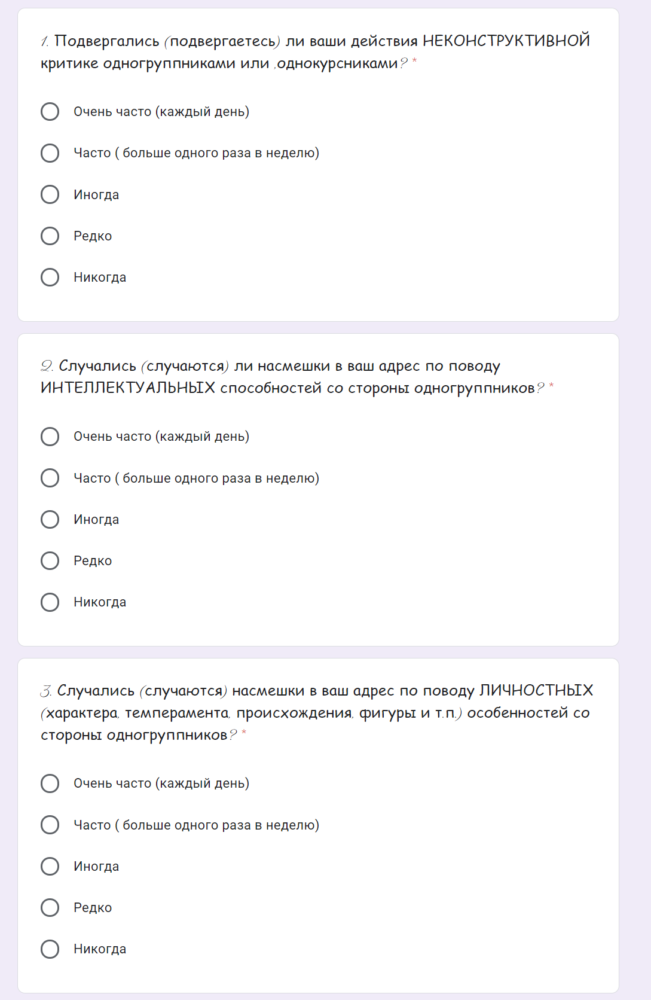 1. Подвергались (подвергаетесь) ли ваши действия НЕКОНСТРУКТИВНОЙ
критике одногруппниками или ,однокурсниками? *
Очень часто (каждый день)
Часто ( больше одного раза в неделю)
Иногда
Редко
Никогда
2. Случались (случаются) ли насмешки в ваш адрес по поводу
ИНТЕЛЛЕКТУАЛЬНЫХ способностей со стороны одногруппников? *
Очень часто (каждый день)
Часто ( больше одного раза в неделю)
Иногда
Редко
Никогда
3. Случались (случаются) насмешки в ваш адрес по поводу ЛИЧНОСТНЫХ
(характера, темперамента, происхождения, фигуры и т.п.) особенностей со
стороны одногруппников? *
Очень часто (каждый день)
Часто ( больше одного раза в неделю)
Иногда
Редко
Никогда